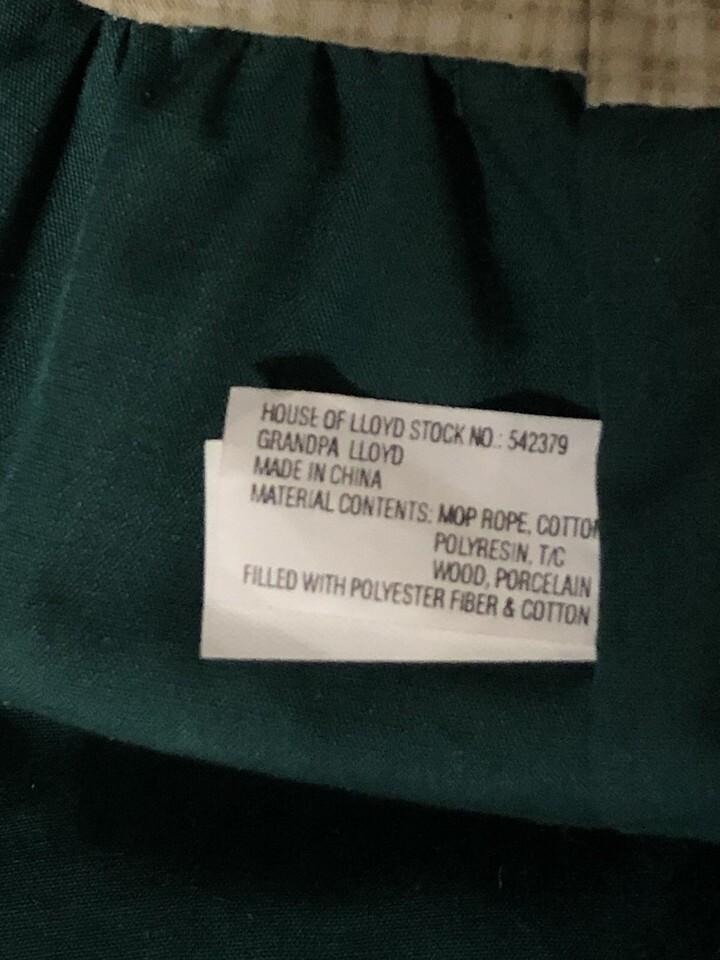 HOUSE OF LLOYD STOCK NO.: 542379
GRANDPA LLOYD
MADE IN CHINA
MATERIAL CONTENTS: MOP ROPE, COTTON
POLYRESIN, T/C
WOOD, PORCELAIN
FILLED WITH POLYESTER FIBER & COTTON